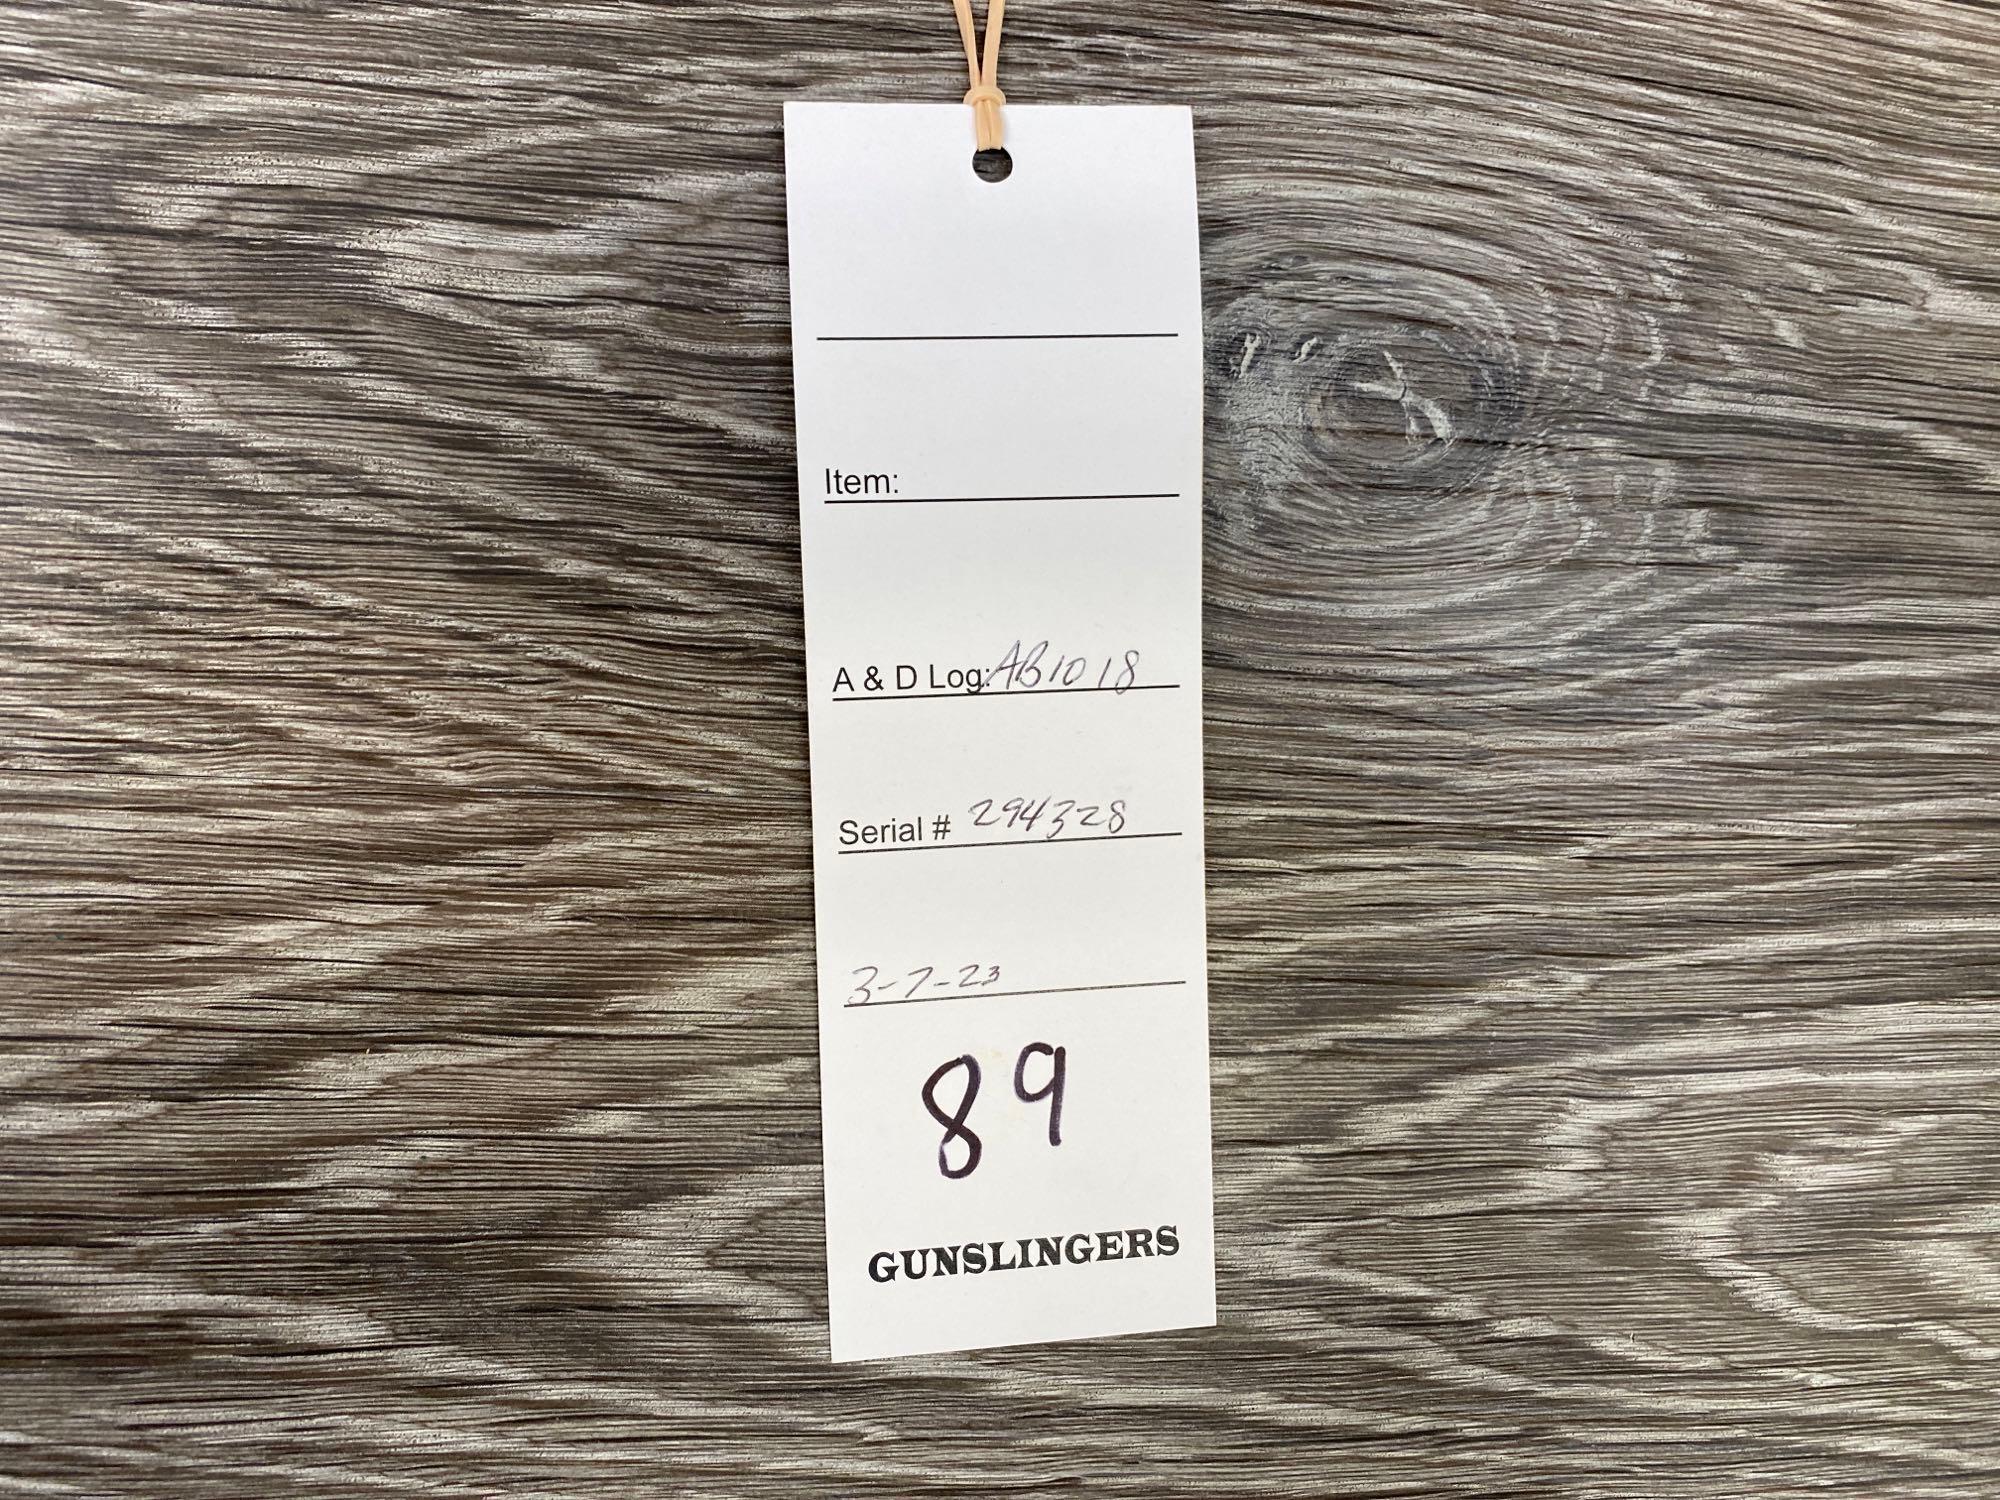 Item:
A & D Log: AB1018
Serial # 294328
3-7-23
89
GUNSLINGERS